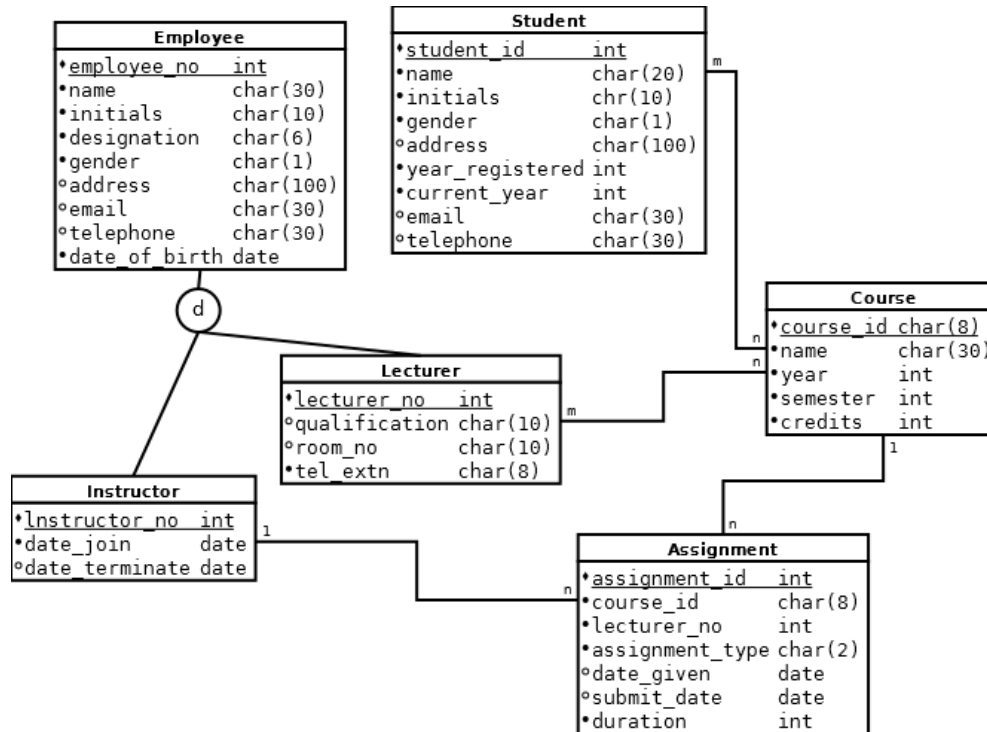 Employee
employee_no int
name char(30)
initials char(10)
designation char(6)
gender char(1)
address char(100)
email char(30)
telephone char(30)
date_of_birth date
Student
student_id int
name char(20)
initials chr(10)
gender char(1)
address char(100)
year_registered int
current_year int
email char(30)
telephone char(30)
m
d
Course
course_id char(8)
name char(30)
year int
semester int
credits int
n
n
1
Lecturer
lecturer_no int
qualification char(10)
room_no char(10)
tel_extn char(8)
m
Instructor
lnstructor_no int
date_join date
date_terminate date
1
n
n
Assignment
assignment_id int
course_id char(8)
lecturer_no int
assignment_type char(2)
date_given date
submit_date date
duration int